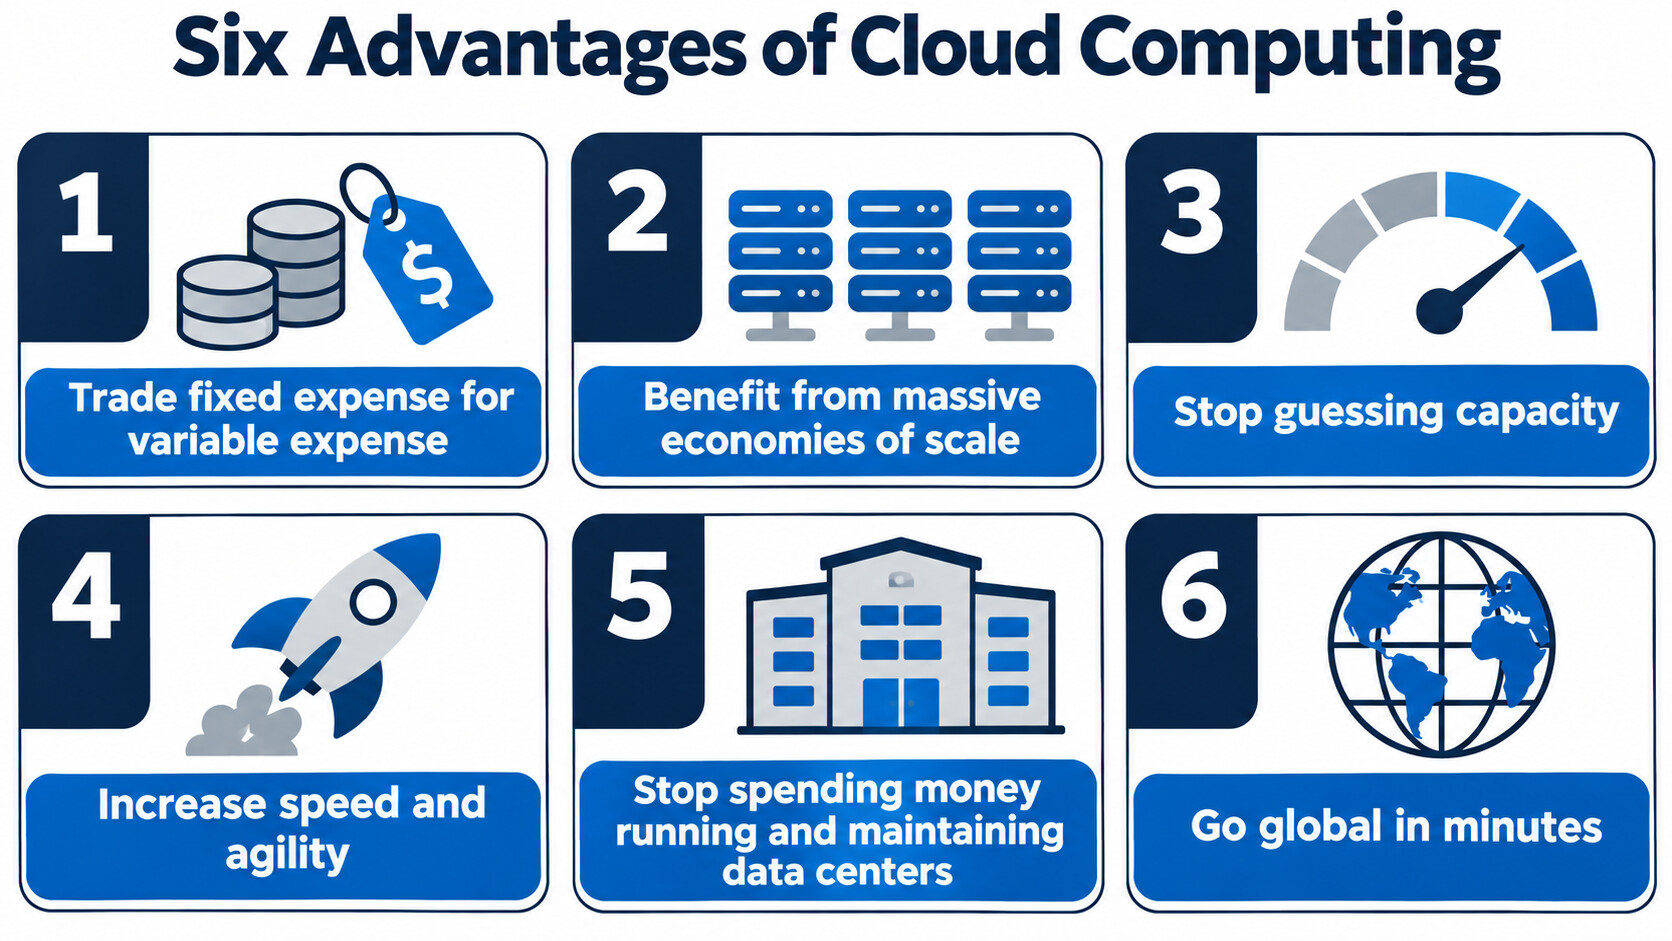 Six Advantages of Cloud Computing
1
$
Trade fixed expense for
variable expense
2
Benefit from massive
economies of scale
3
Stop guessing capacity
4
Increase speed and
agility
5
Stop spending money
running and maintaining
data centers
6
Go global in minutes